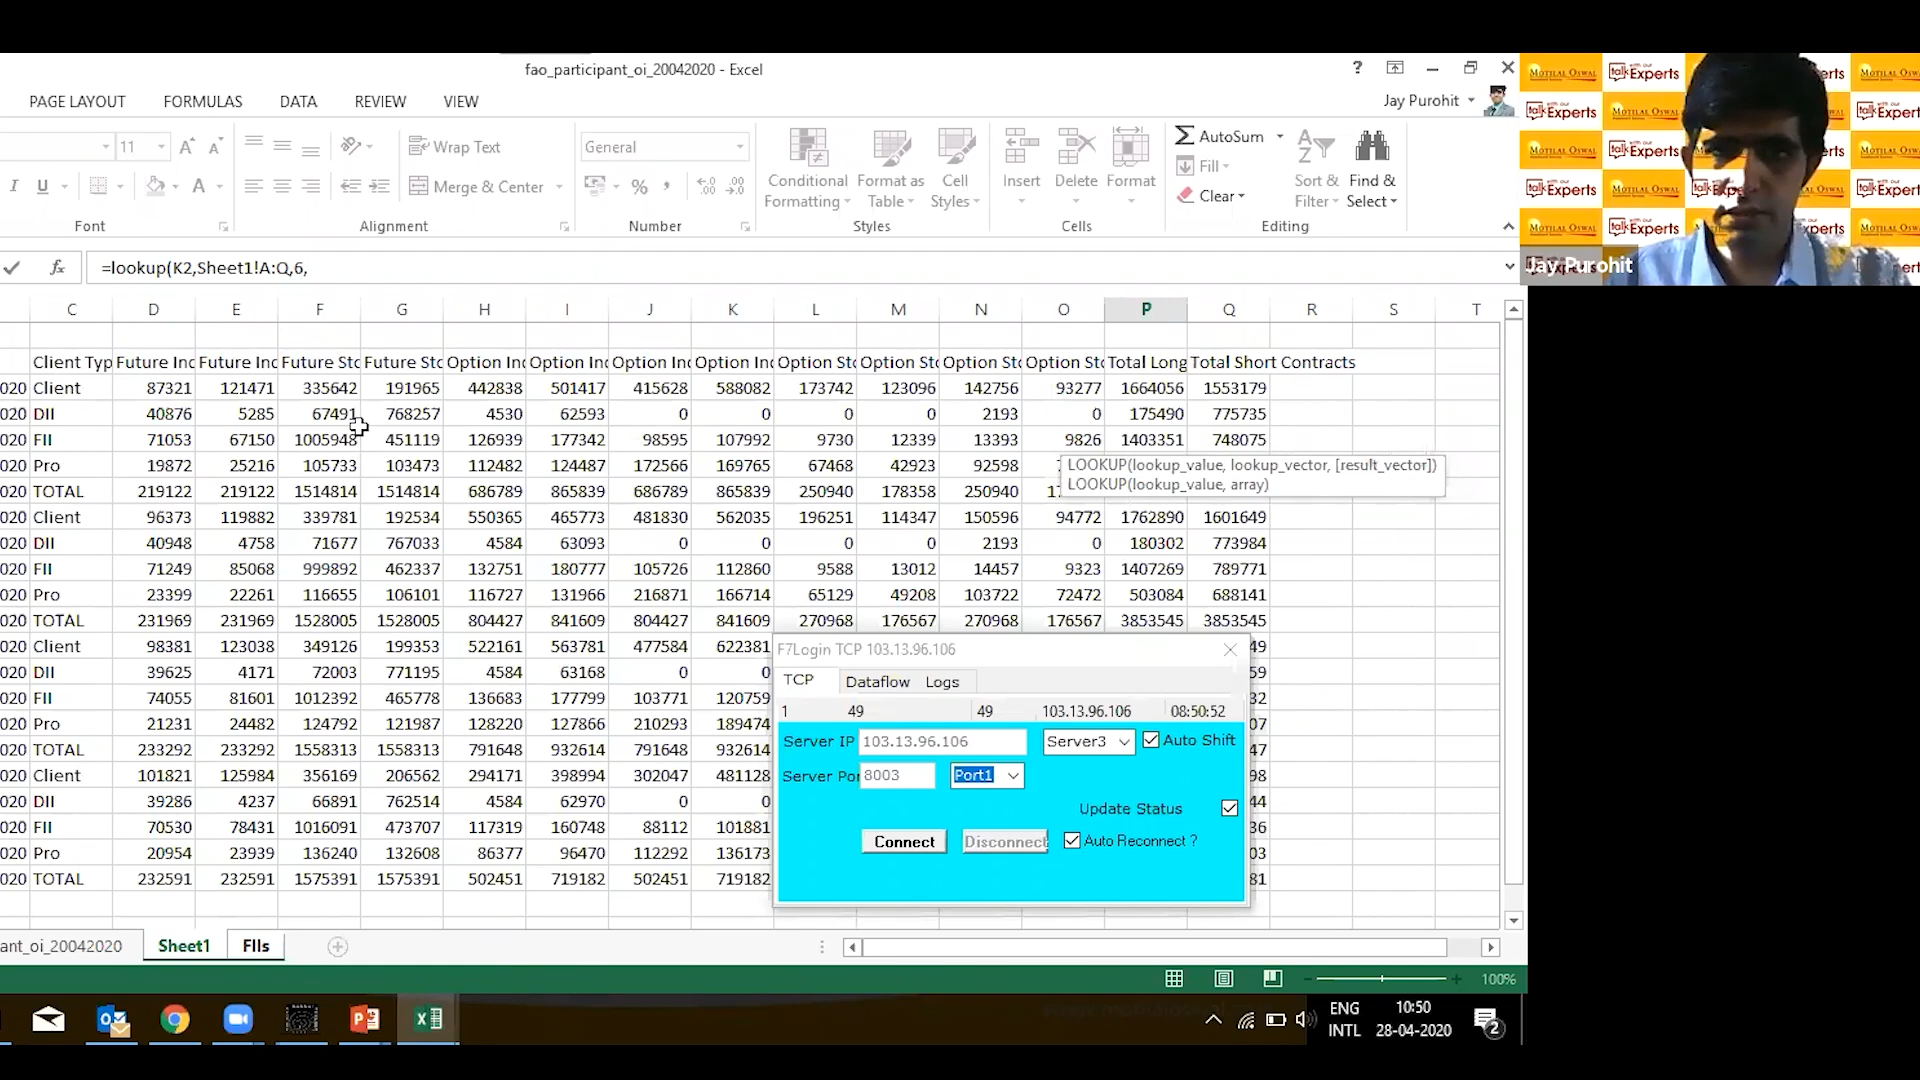 fao_participant_oi_20042020 - Excel
?
PAGE LAYOUT FORMULAS DATA REVIEW VIEW
Jay Purohit
11 A A
Wrap Text
General
AutoSum
Fill
Clear
I U A
Merge & Center
% ,
Conditional Formatting
Format as Table
Cell Styles
Insert Delete Format
Sort & Filter
Find & Select
Font Alignment Number Styles Cells Editing
fx =lookup(K2,Sheet1!A:Q,6,
C D E F G H I J K L M N O P Q R S T
Client Typ Future Inc Future Inc Future Sto Future Sto Option Inc Option Inc Option Inc Option Inc Option Sto Option Sto Option Sto Option Sto Total Long Total Short Contracts
020 Client 87321 121471 335642 191965 442838 501417 415628 588082 173742 123096 142756 93277 1664056 1553179
020 DII 40876 5285 67491 768257 4530 62593 0 0 0 0 2193 0 175490 775735
020 FII 71053 67150 1005948 451119 126939 177342 98595 107992 9730 12339 13393 9826 1403351 748075
020 Pro 19872 25216 105733 103473 112482 124487 172566 169765 67468 42923 92598
LOOKUP(lookup_value, lookup_vector, [result_vector])
LOOKUP(lookup_value, array)
020 TOTAL 219122 219122 1514814 1514814 686789 865839 686789 865839 250940 178358 250940
020 Client 96373 119882 339781 192534 550365 465773 481830 562035 196251 114347 150596 94772 1762890 1601649
020 DII 40948 4758 71677 767033 4584 63093 0 0 0 0 2193 0 180302 773984
020 FII 71249 85068 999892 462337 132751 180777 105726 112860 9588 13012 14457 9323 1407269 789771
020 Pro 23399 22261 116655 106101 116727 131966 216871 166714 65129 49208 103722 72472 503084 688141
020 TOTAL 231969 231969 1528005 1528005 804427 841609 804427 841609 270968 176567 270968 176567 3853545 3853545
020 Client 98381 123038 349126 199353 522161 563781 477584 622381 49
020 DII 39625 4171 72003 771195 4584 63168 0 0 59
020 FII 74055 81601 1012392 465778 136683 177799 103771 120759 32
020 Pro 21231 24482 124792 121987 128220 127866 210293 189474 07
020 TOTAL 233292 233292 1558313 1558313 791648 932614 791648 932614 47
020 Client 101821 125984 356169 206562 294171 398994 302047 481128 98
020 DII 39286 4237 66891 762514 4584 62970 0 0 44
020 FII 70530 78431 1016091 473707 117319 160748 88112 101881 36
020 Pro 20954 23939 136240 132608 86377 96470 112292 136173 03
020 TOTAL 232591 232591 1575391 1575391 502451 719182 502451 719182 81
F7Login TCP 103.13.96.106
TCP Dataflow Logs
1 49 49 103.13.96.106 08:50:52
Server IP 103.13.96.106 Server3 Auto Shift
Server Por 8003 Port1
Update Status
Connect Disconnect Auto Reconnect ?
ant_oi_20042020 Sheet1 FIIs
100%
ENG
INTL
10:50
28-04-2020
2
Jay Purohit
MOTILAL OSWAL
talk with our Experts